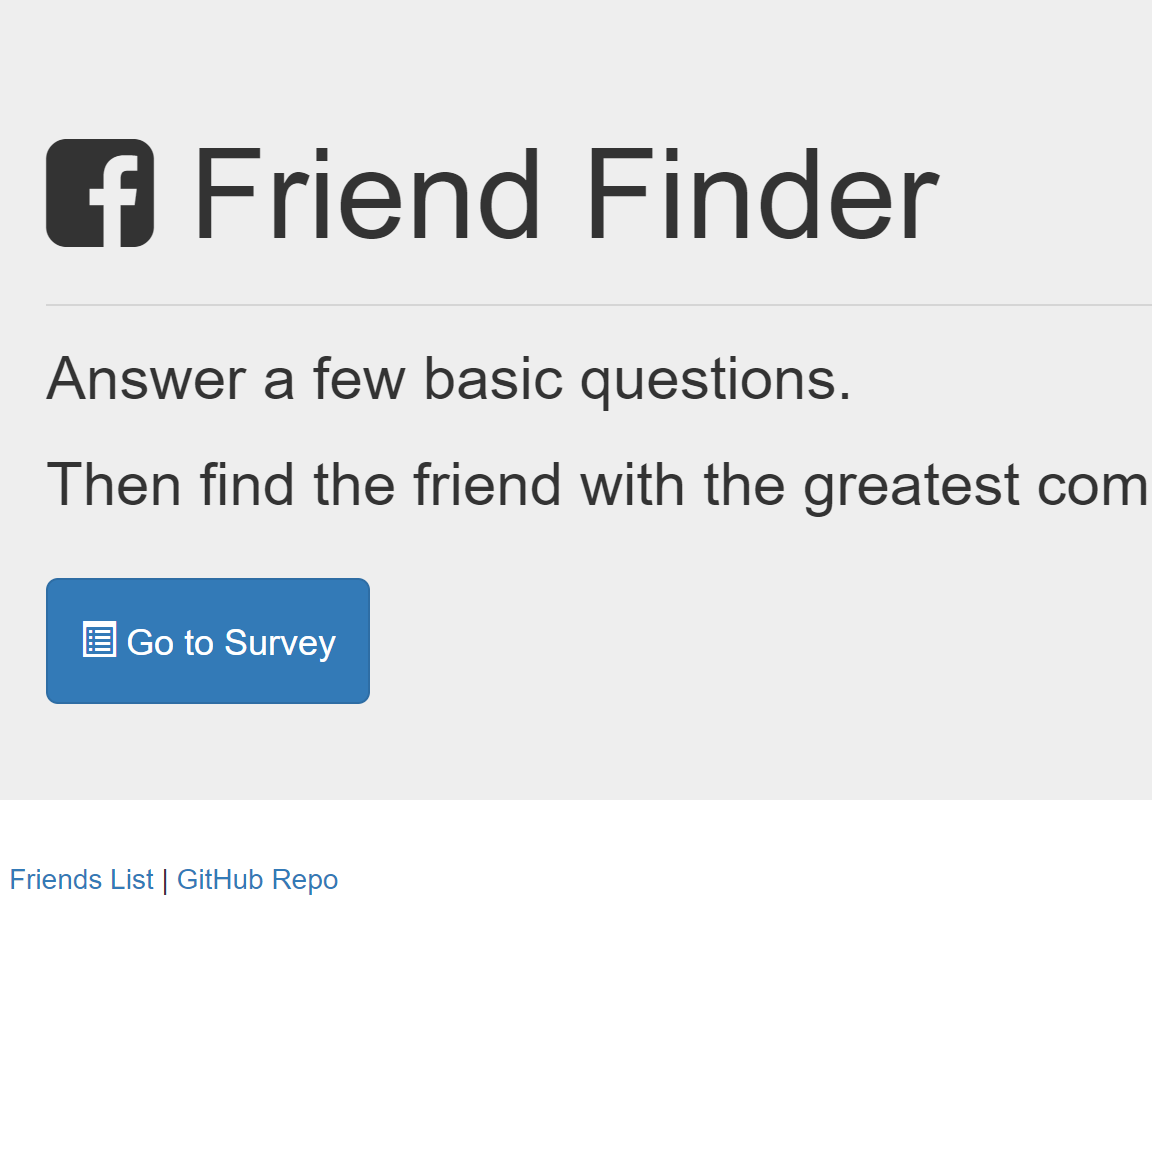 Friend Finder
Answer a few basic questions.
Then find the friend with the greatest com
Go to Survey
Friends List | GitHub Repo